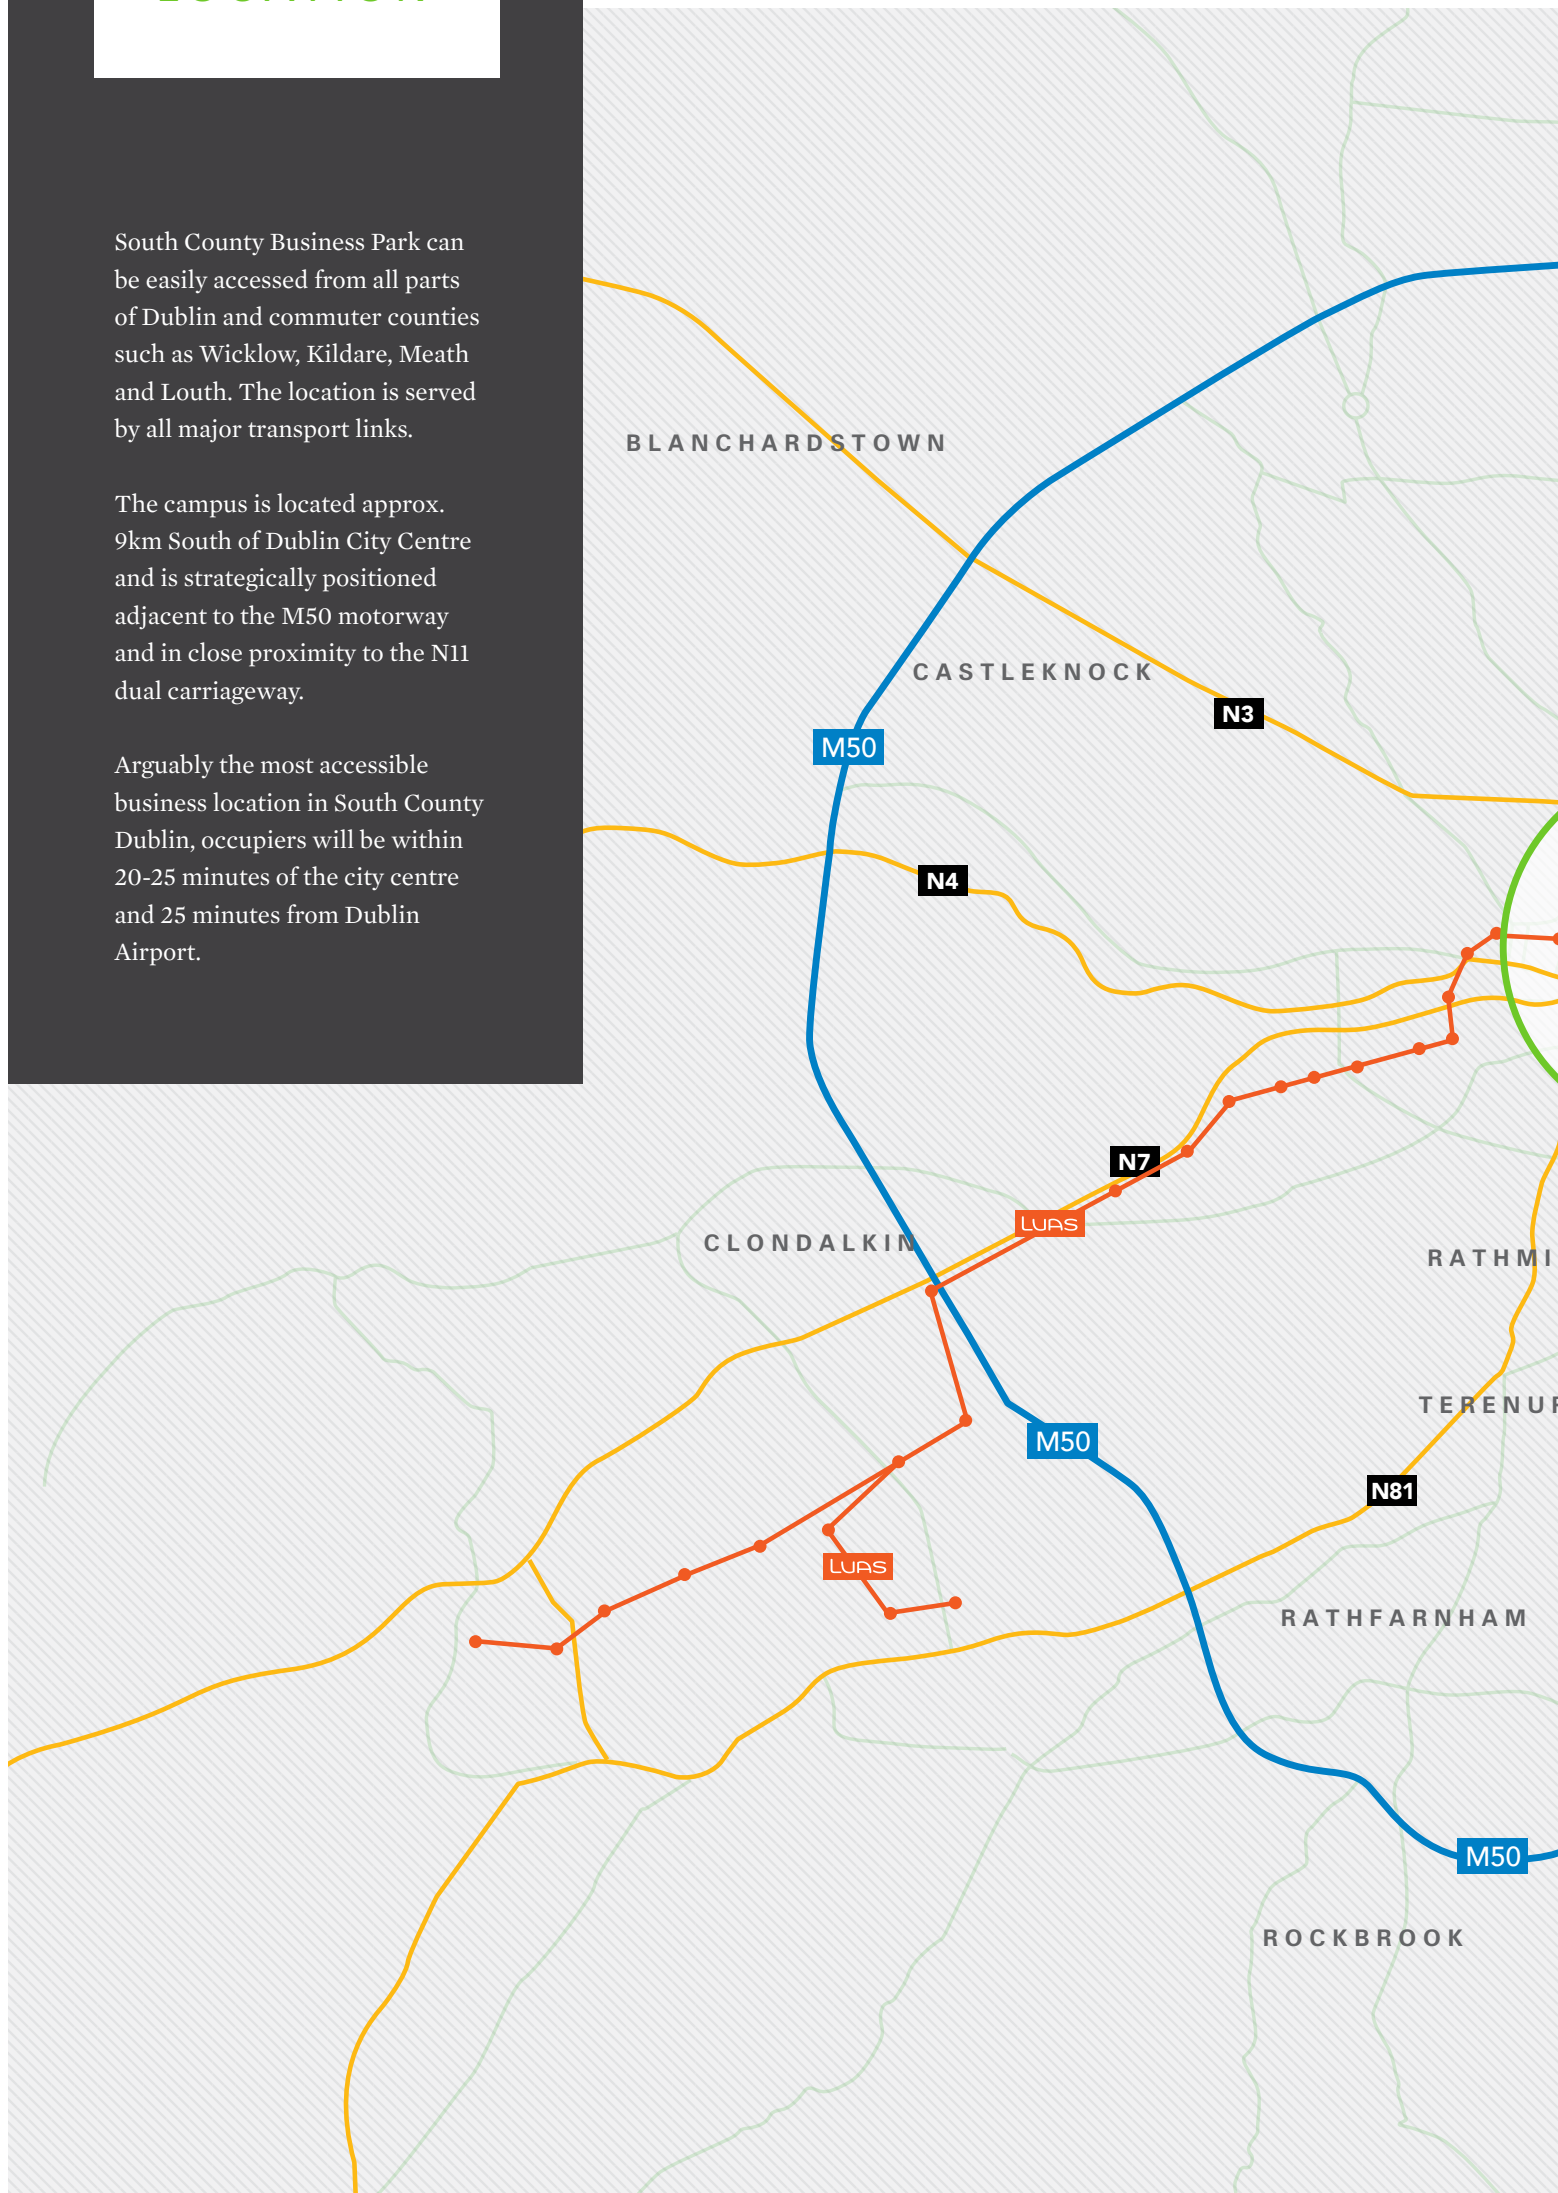 South County Business Park can
be easily accessed from all parts
of Dublin and commuter counties
such as Wicklow, Kildare, Meath
and Louth. The location is served
by all major transport links.
The campus is located approx.
9km South of Dublin City Centre
and is strategically positioned
adjacent to the M50 motorway
and in close proximity to the N11
dual carriageway.
Arguably the most accessible
business location in South County
Dublin, occupiers will be within
20-25 minutes of the city centre
and 25 minutes from Dublin
Airport.
BLANCHARDSTOWN
CASTLEKNOCK
N3
M50
N4
N7
LUAS
CLONDALKIN
RATHMI
TERENU
M50
N81
LUAS
RATHFARNHAM
M50
ROCKBROOK